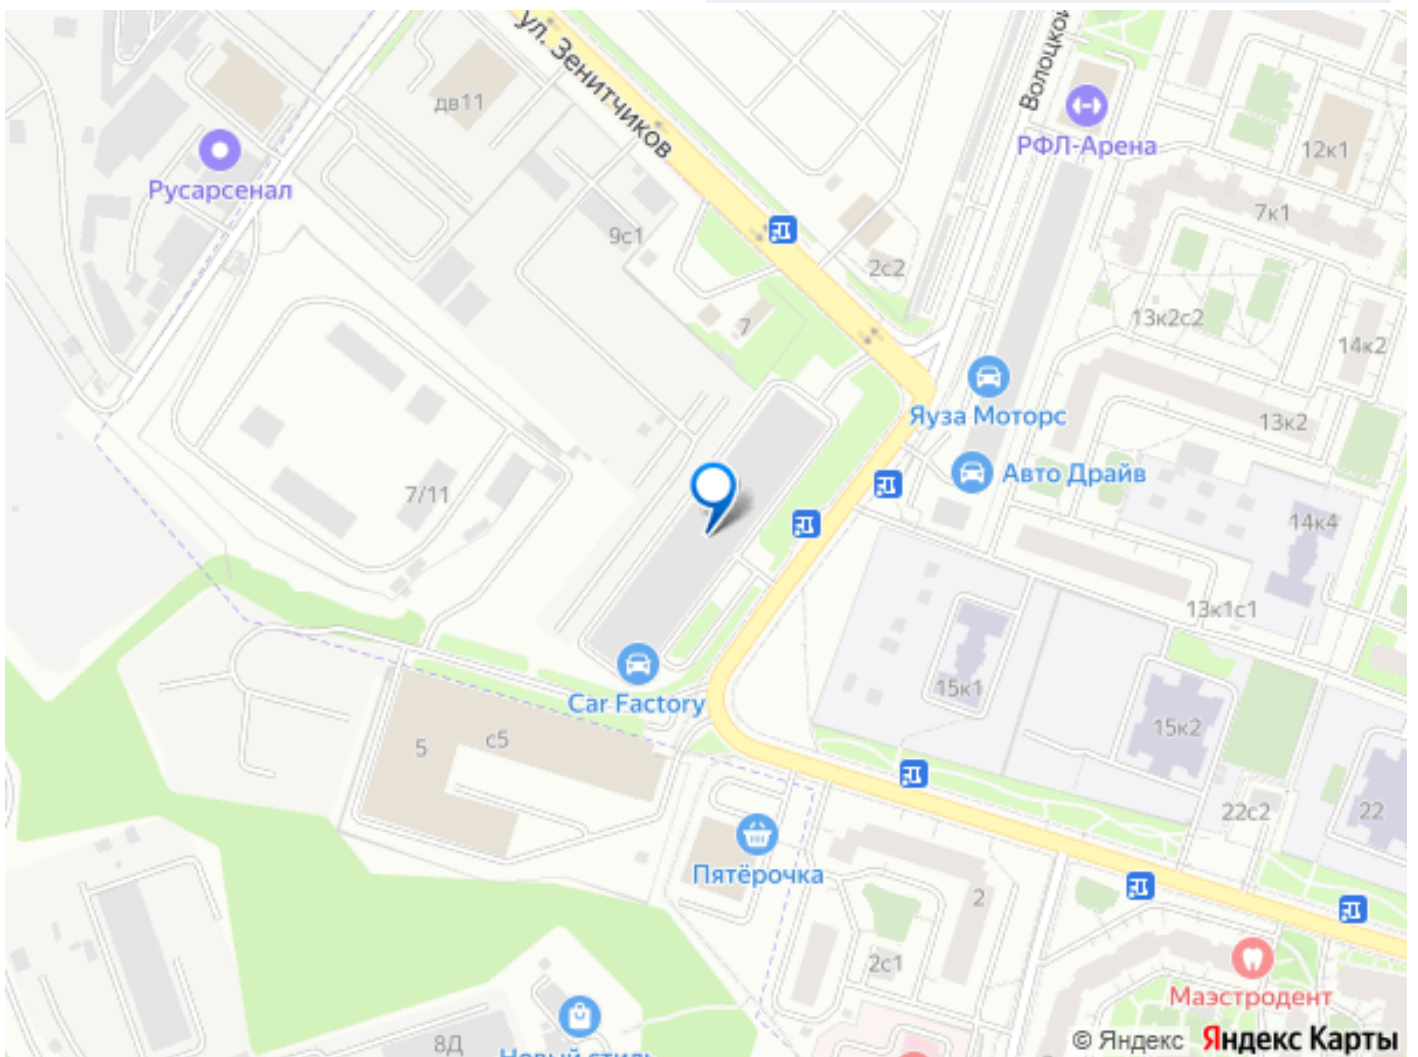 ул. Зенитчиков
Волоцкой
дв11
РФЛ-Арена
12к1
Русарсенал
7к1
9с1
2с2
7
13к2с2
14к2
Яуза Моторс
13к2
Авто Драйв
7/11
14к4
13к1с1
15к1
Car Factory
15к2
5
с5
22с2
22
Пятёрочка
2
2с1
Маэстродент
8Д
Новый стиль
© Яндекс Яндекс Карты